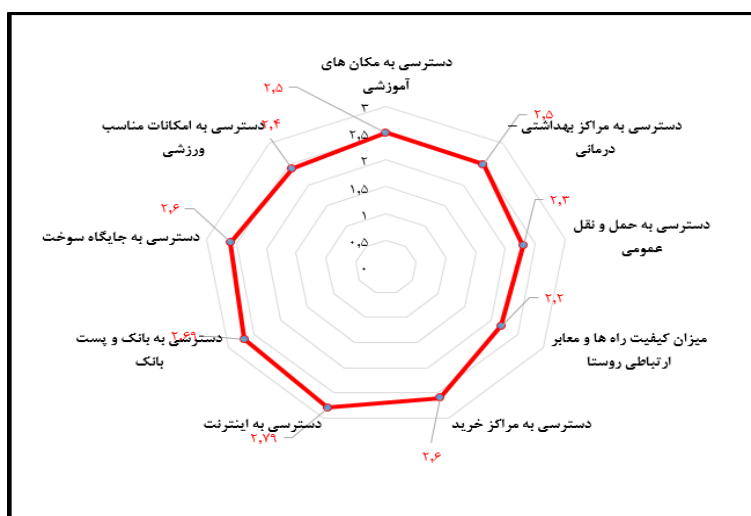 دسترسی به مکان های
آموزشی
۲,۵
دسترسی به مراکز بهداشتی –
درمانی
۲,۵
دسترسی به حمل و نقل
عمومی
۲,۳
میزان کیفیت راه ها و معابر
ارتباطی روستا
۲,۲
دسترسی به مراکز خرید
۲,۶
دسترسی به اینترنت
۲,۷۹
دسترسی به بانک و پست
بانک
۲,۶۹
دسترسی به جایگاه سوخت
۲,۶
دسترسی به امکانات مناسب
ورزشی
۲,۴
۳
۲,۵
۲
۱,۵
۱
۰,۵
۰